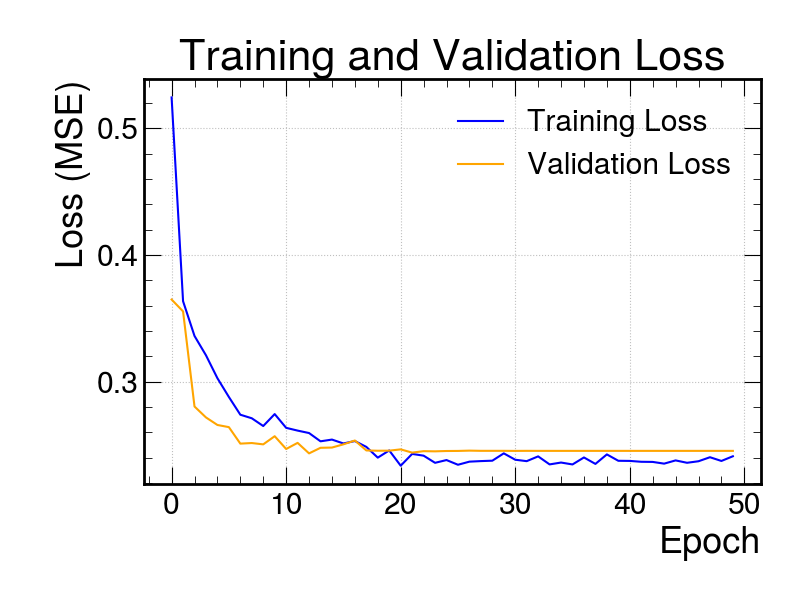 Training and Validation Loss
Loss (MSE)
0.5
0.4
0.3
Training Loss
Validation Loss
0 10 20 30 40 50
Epoch